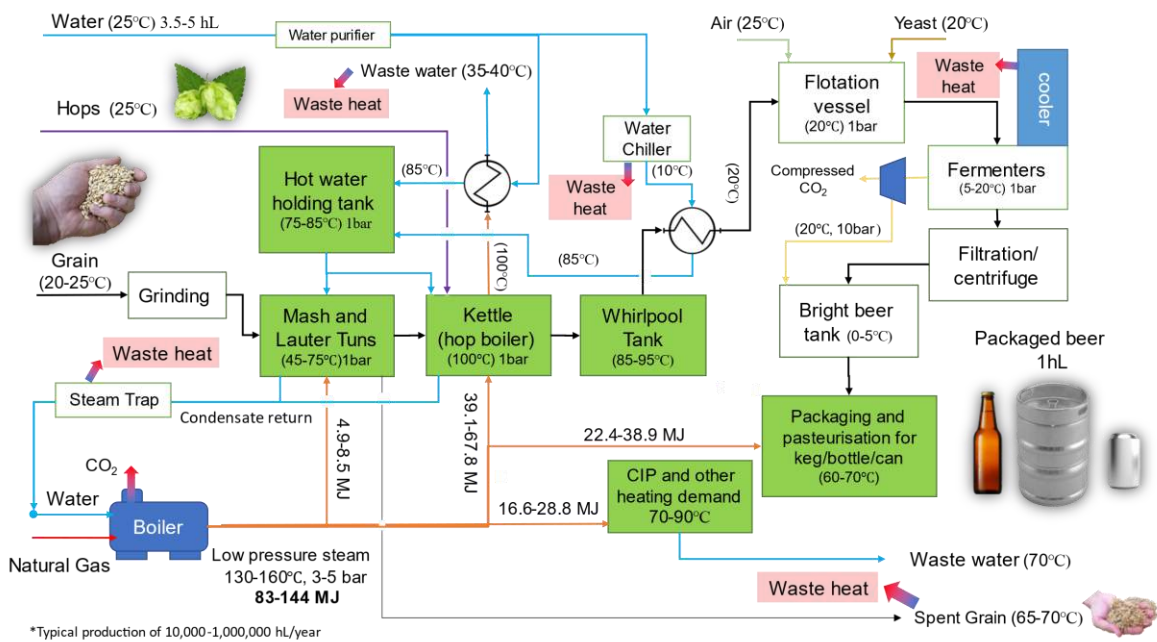 Water (25℃) 3.5-5 hL
Water purifier
Air (25℃)
Yeast (20℃)
Waste water (35-40℃)
Waste heat
Hops (25℃)
Flotation
vessel
(20℃) 1bar
Waste
heat
cooler
Water
Chiller
Waste
heat
(10℃)
(20℃)
Compressed
CO₂
Fermenters
(5-20℃) 1bar
Hot water
holding tank
(75-85℃) 1bar
(85℃)
(100℃)
(85℃)
(20℃, 10bar)
Filtration/
centrifuge
Grain
(20-25℃)
Grinding
Mash and
Lauter Tuns
(45-75℃)1bar
Kettle
(hop boiler)
(100℃) 1bar
Whirlpool
Tank
(85-95℃)
Bright beer
tank (0-5℃)
Packaged beer
1hL
Waste heat
Steam Trap
Condensate return
4.9-8.5 MJ
39.1-67.8 MJ
22.4-38.9 MJ
Packaging and
pasteurisation for
keg/bottle/can
(60-70℃)
CO₂
Water
Boiler
Natural Gas
16.6-28.8 MJ
CIP and other
heating demand
70-90℃
Low pressure steam
130-160℃, 3-5 bar
83-144 MJ
Waste water (70℃)
Waste heat
Spent Grain (65-70℃)
*Typical production of 10,000-1,000,000 hL/year